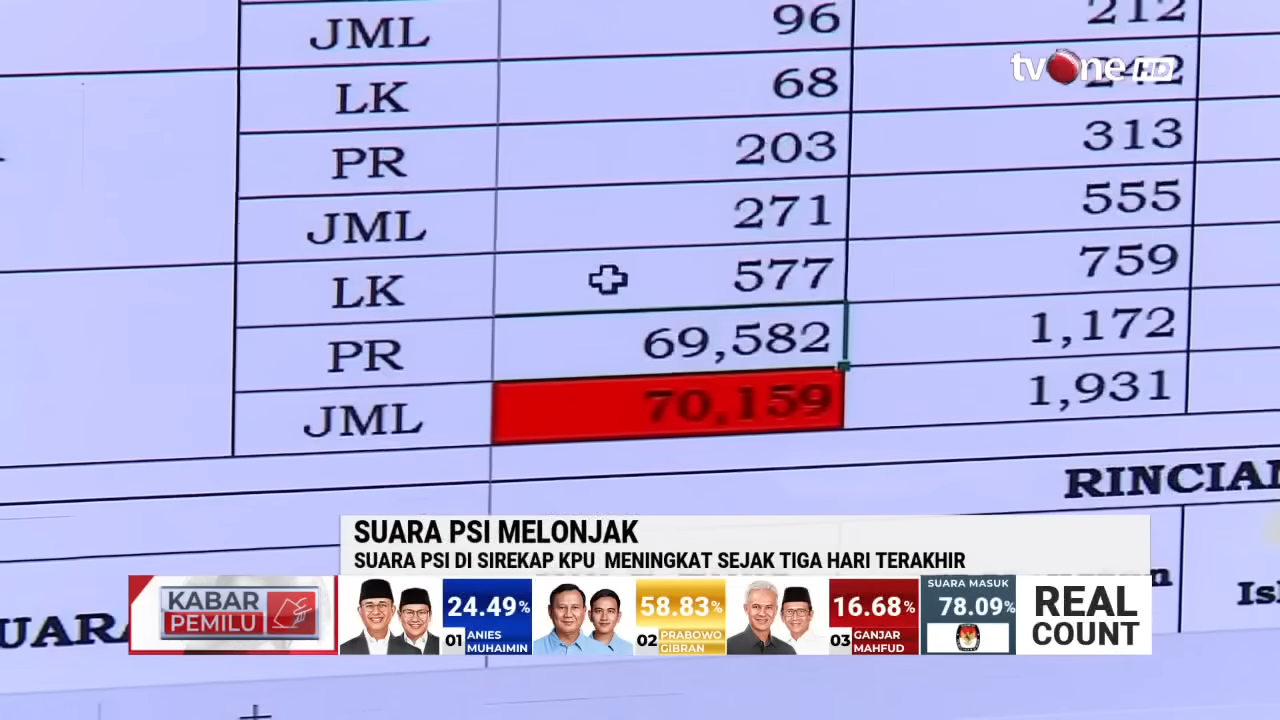 JML 96 212
tvOne HD
LK 68 242
PR 203 313
JML 271 555
LK 577 759
PR 69,582 1,172
JML 70,159 1,931
RINCIAN
SUARA PSI MELONJAK
SUARA PSI DI SIREKAP KPU MENINGKAT SEJAK TIGA HARI TERAKHIR
KABAR
PEMILU
24.49%
01 ANIES
MUHAIMIN
58.83%
02 PRABOWO
GIBRAN
16.68%
03 GANJAR
MAHFUD
SUARA MASUK
78.09%
REAL
COUNT